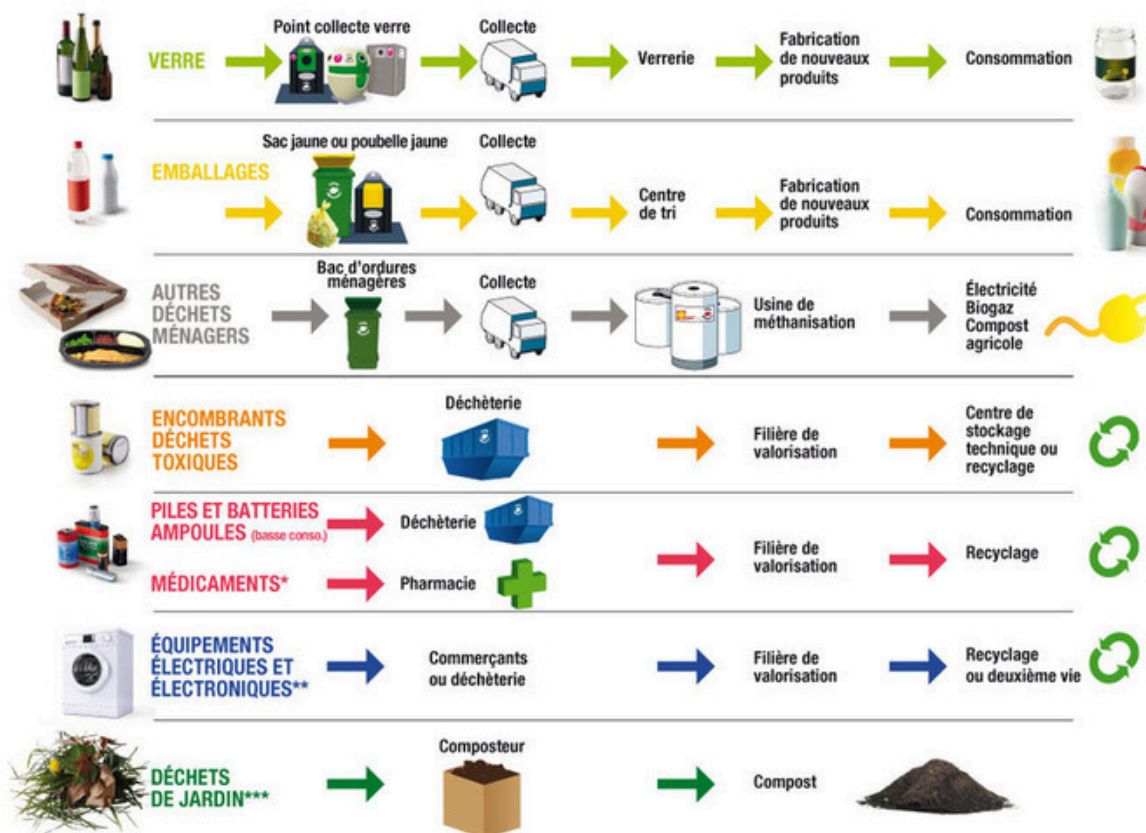 Point collecte verre
Collecte
VERRE
Verrerie
Fabrication
de nouveaux
produits
Consommation
Sac jaune ou poubelle jaune
Collecte
EMBALLAGES
Centre
de tri
Fabrication
de nouveaux
produits
Consommation
Bac d'ordures
ménagères
Collecte
AUTRES
DÉCHETS
MÉNAGERS
Usine de
méthanisation
Électricité
Biogaz
Compost
agricole
ENCOMBRANTS
DÉCHETS
TOXIQUES
Déchèterie
Filière de
valorisation
Centre de
stockage
technique ou
recyclage
PILES ET BATTERIES
AMPOULES (basse conso.)
Déchèterie
MÉDICAMENTS*
Pharmacie
Filière de
valorisation
Recyclage
ÉQUIPEMENTS
ÉLECTRIQUES ET
ÉLECTRONIQUES**
Commerçants
ou déchèterie
Filière de
valorisation
Recyclage
ou deuxième vie
DÉCHETS
DE JARDIN***
Composteur
Compost